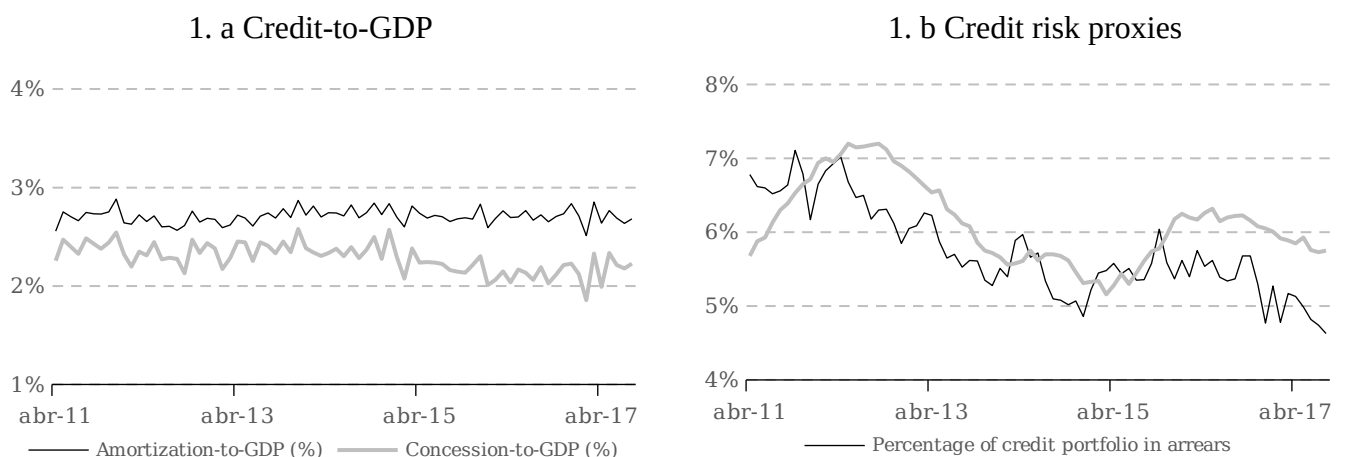 1. a Credit-to-GDP
4%
3%
2%
1%
abr-11 abr-13 abr-15 abr-17
Amortization-to-GDP (%) Concession-to-GDP (%)
1. b Credit risk proxies
8%
7%
6%
5%
4%
abr-11 abr-13 abr-15 abr-17
Percentage of credit portfolio in arrears